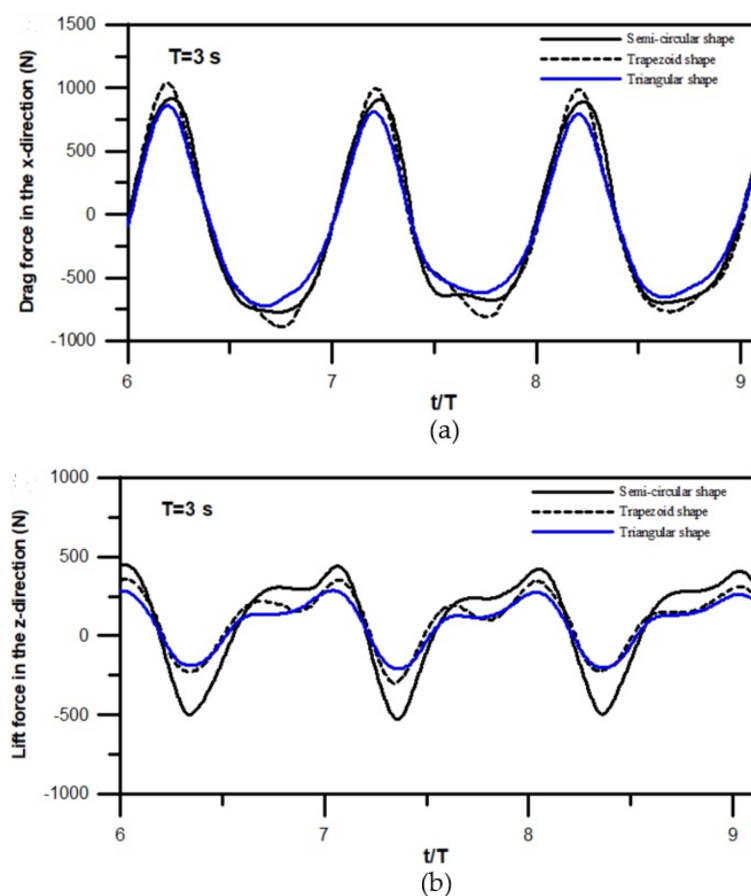 1500
1000
500
0
-500
-1000
Drag force in the x-direction (N)
T=3 s
Semi-circular shape
Trapezoid shape
Triangular shape
6
7
8
9
t/T
(a)
1000
500
0
-500
-1000
Lift force in the z-direction (N)
T=3 s
Semi-circular shape
Trapezoid shape
Triangular shape
6
7
8
9
t/T
(b)